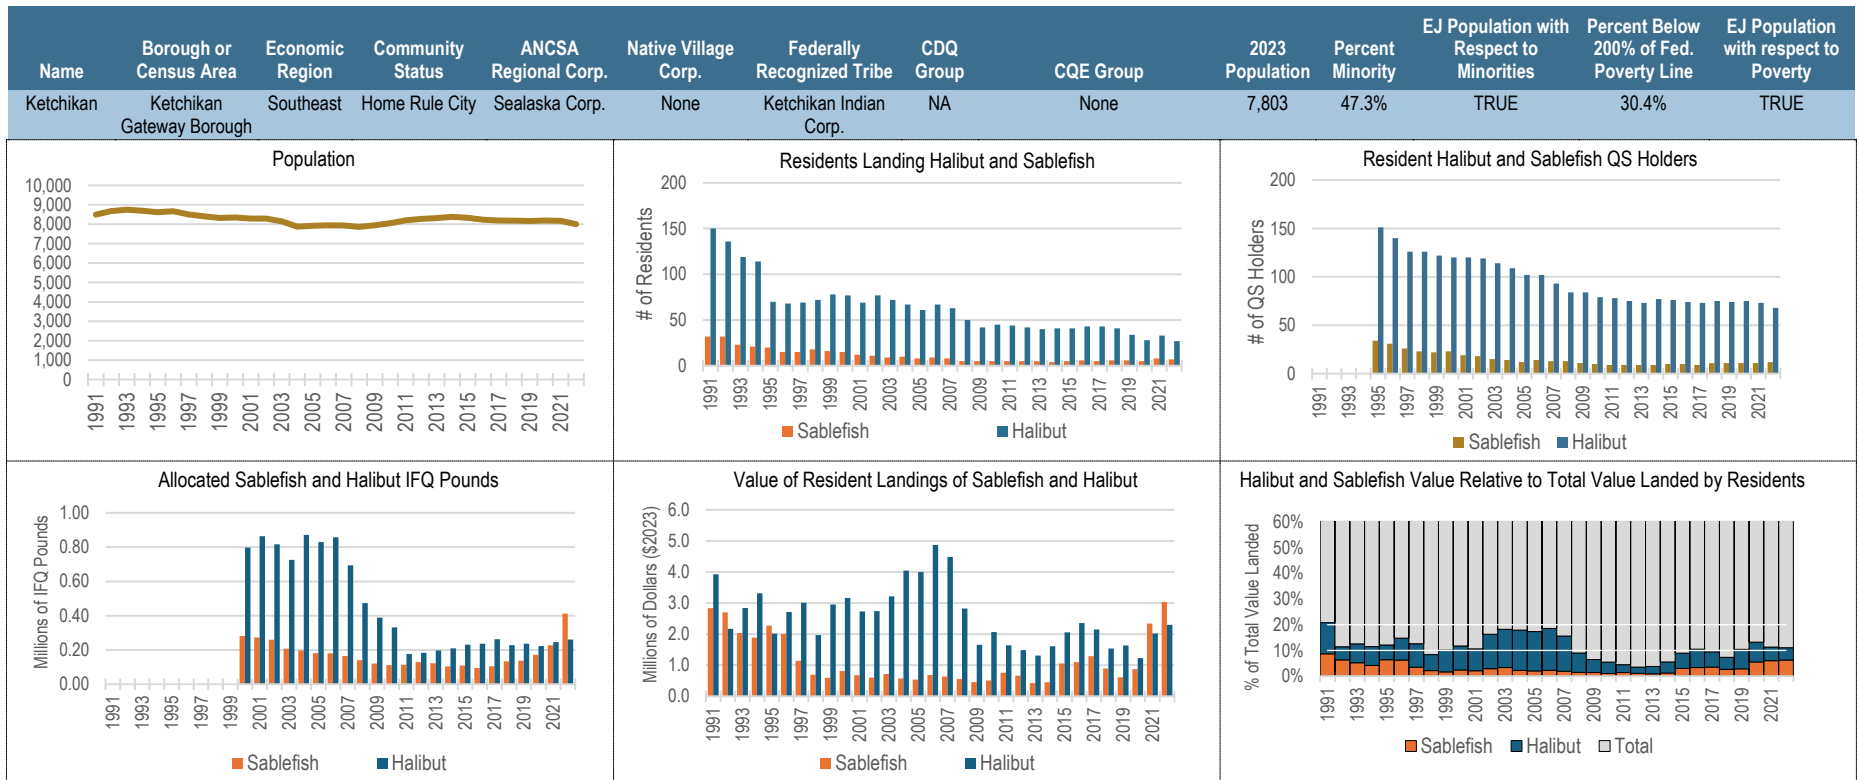 Name
Borough or
Census Area
Economic
Region
Community
Status
ANCSA
Regional Corp.
Native Village
Corp.
Federally
Recognized Tribe
CDQ
Group
CQE Group
2023
Population
Percent
Minority
EJ Population with
Respect to
Minorities
Percent Below
200% of Fed.
Poverty Line
EJ Population
with respect to
Poverty
Ketchikan
Ketchikan
Gateway Borough
Southeast
Home Rule City
Sealaska Corp.
None
Ketchikan Indian
Corp.
NA
None
7,803
47.3%
TRUE
30.4%
TRUE
Population
10,000
9,000
8,000
7,000
6,000
5,000
4,000
3,000
2,000
1,000
0
1991
1993
1995
1997
1999
2001
2003
2005
2007
2009
2011
2013
2015
2017
2019
2021
Residents Landing Halibut and Sablefish
# of Residents
200
150
100
50
0
1991
1993
1995
1997
1999
2001
2003
2005
2007
2009
2011
2013
2015
2017
2019
2021
Sablefish
Halibut
Resident Halibut and Sablefish QS Holders
# of QS Holders
200
150
100
50
0
1991
1993
1995
1997
1999
2001
2003
2005
2007
2009
2011
2013
2015
2017
2019
2021
Sablefish
Halibut
Allocated Sablefish and Halibut IFQ Pounds
Millions of IFQ Pounds
1.00
0.80
0.60
0.40
0.20
0.00
1991
1993
1995
1997
1999
2001
2003
2005
2007
2009
2011
2013
2015
2017
2019
2021
Sablefish
Halibut
Value of Resident Landings of Sablefish and Halibut
Millions of Dollars ($2023)
6.0
5.0
4.0
3.0
2.0
1.0
0.0
1991
1993
1995
1997
1999
2001
2003
2005
2007
2009
2011
2013
2015
2017
2019
2021
Sablefish
Halibut
Halibut and Sablefish Value Relative to Total Value Landed by Residents
% of Total Value Landed
60%
50%
40%
30%
20%
10%
0%
1991
1993
1995
1997
1999
2001
2003
2005
2007
2009
2011
2013
2015
2017
2019
2021
Sablefish
Halibut
Total